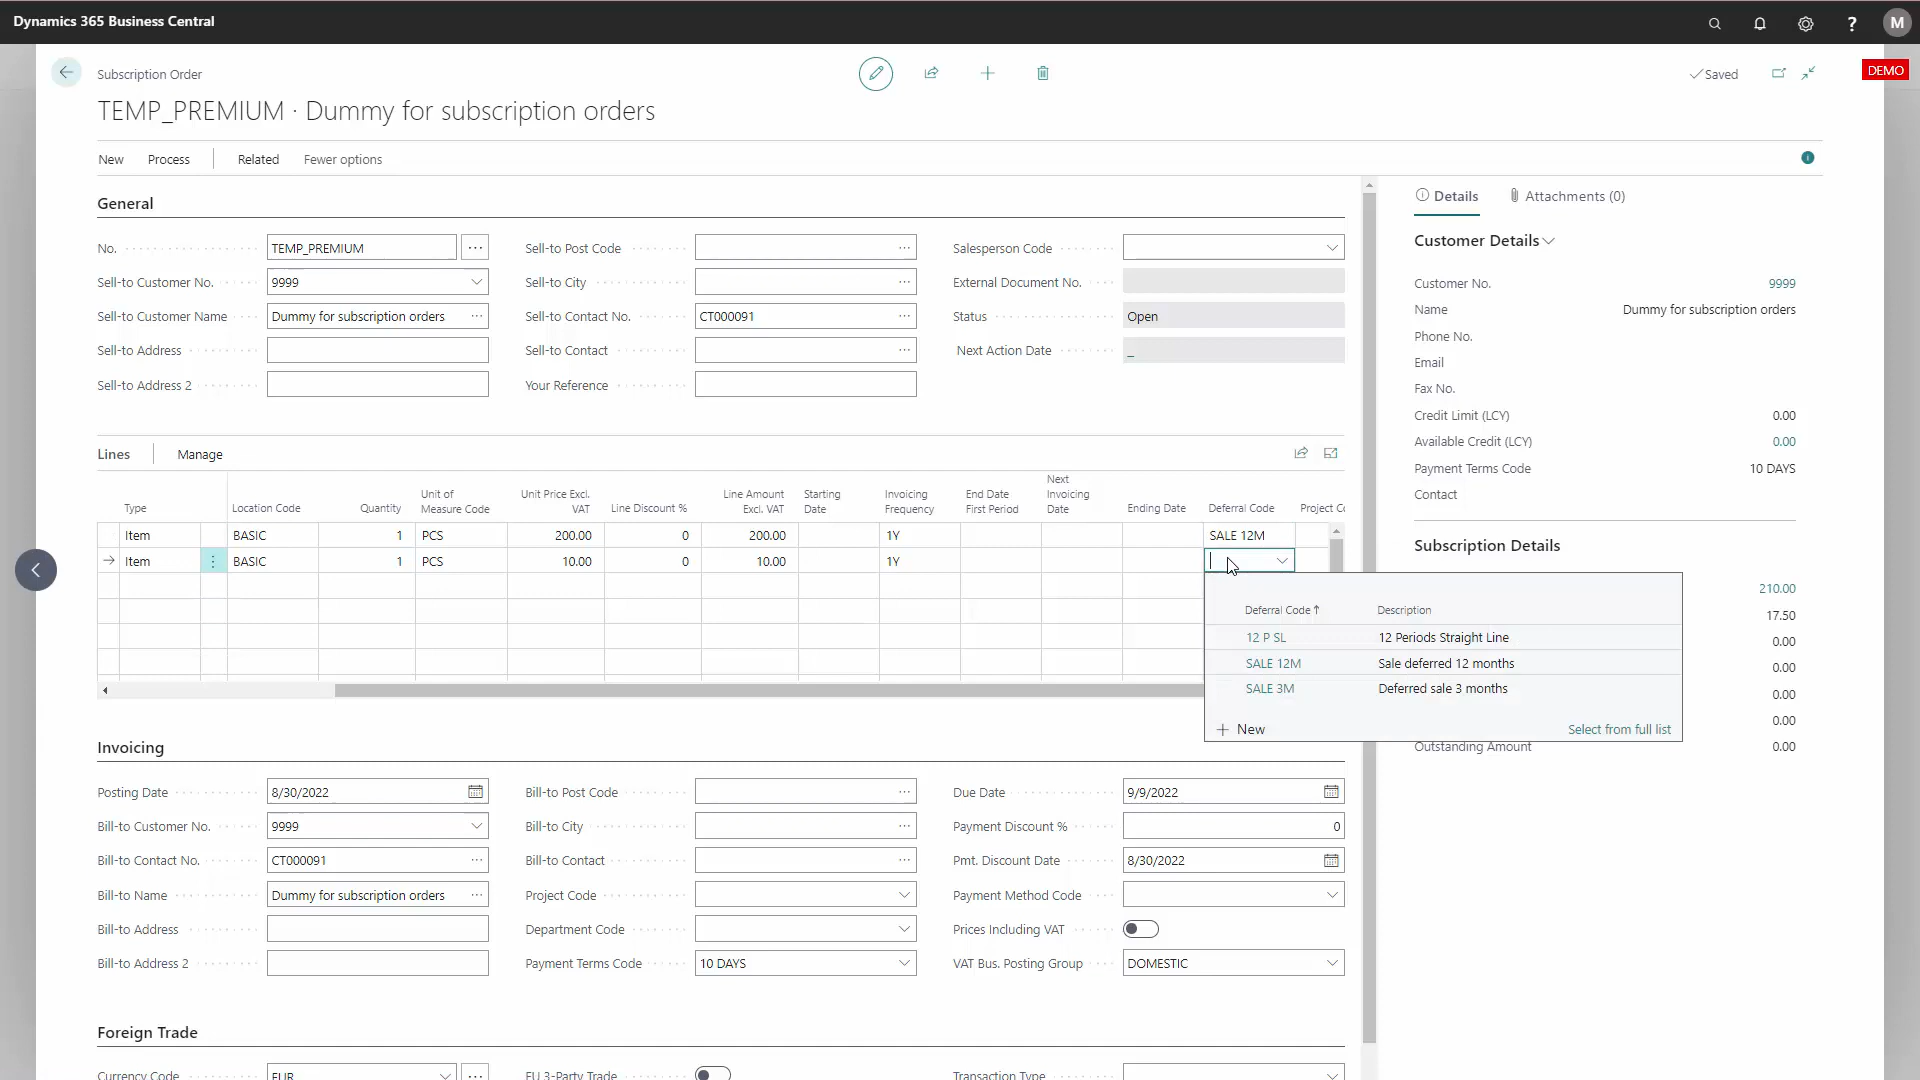 Dynamics 365 Business Central
M
Subscription Order
Saved
DEMO
TEMP_PREMIUM · Dummy for subscription orders
New
Process
Related
Fewer options
Details
Attachments (0)
General
Customer Details
No.
TEMP_PREMIUM
Sell-to Post Code
Salesperson Code
Sell-to Customer No.
9999
Sell-to City
External Document No.
Customer No.
9999
Sell-to Customer Name
Dummy for subscription orders
Sell-to Contact No.
CT000091
Status
Open
Name
Dummy for subscription orders
Sell-to Address
Sell-to Contact
Next Action Date
_
Phone No.
Email
Sell-to Address 2
Your Reference
Fax No.
Credit Limit (LCY)
0.00
Available Credit (LCY)
0.00
Payment Terms Code
10 DAYS
Contact
Lines
Manage
Type
Location Code
Quantity
Unit of
Measure Code
Unit Price Excl.
VAT
Line Discount %
Line Amount
Excl. VAT
Starting
Date
Invoicing
Frequency
End Date
First Period
Next
Invoicing
Date
Ending Date
Deferral Code
Project Co
Item
BASIC
1
PCS
200.00
0
200.00
1Y
SALE 12M
Item
BASIC
1
PCS
10.00
0
10.00
1Y
Subscription Details
210.00
17.50
0.00
0.00
0.00
0.00
Outstanding Amount
0.00
Deferral Code ↑
Description
12 P SL
12 Periods Straight Line
SALE 12M
Sale deferred 12 months
SALE 3M
Deferred sale 3 months
New
Select from full list
Invoicing
Posting Date
8/30/2022
Bill-to Post Code
Due Date
9/9/2022
Bill-to Customer No.
9999
Bill-to City
Payment Discount %
0
Bill-to Contact No.
CT000091
Bill-to Contact
Pmt. Discount Date
8/30/2022
Bill-to Name
Dummy for subscription orders
Project Code
Payment Method Code
Bill-to Address
Department Code
Prices Including VAT
Bill-to Address 2
Payment Terms Code
10 DAYS
VAT Bus. Posting Group
DOMESTIC
Foreign Trade
Currency Code
EUR
EU 3-Party Trade
Transaction Type